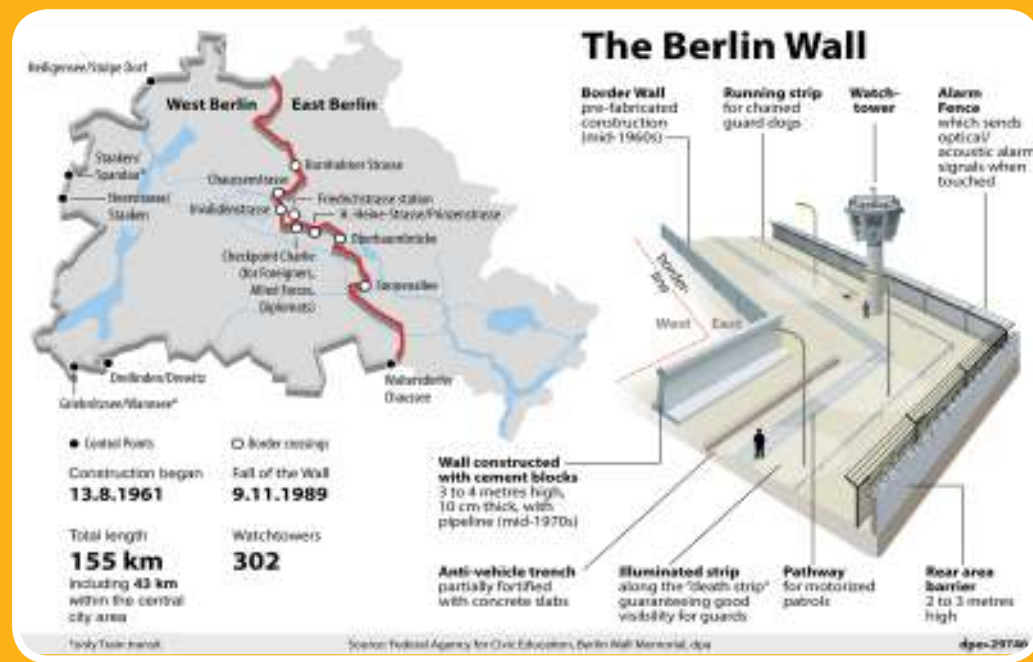 The Berlin Wall
Heiligensee/Stolpe Dorf
West Berlin
East Berlin
Staaken/
Spandau*
Heerstrasse/
Staaken
Bornholmer Strasse
Chausseestrasse
Friedrichstrasse station
Invalidenstrasse
H.-Heine-Strasse/Prinzenstrasse
Oberbaumbrücke
Checkpoint Charlie
(for Foreigners,
Allied Forces,
Diplomats)
Sonnenallee
Dreilinden/Drewitz
Griebnitzsee/Wannsee*
Chaussee
Control Points
Border crossings
Construction began
13.8.1961
Fall of the Wall
9.11.1989
Total length
155 km
including 43 km
within the central
city area
Watchtowers
302
Border Wall
pre-fabricated
construction
(mid-1960s)
Running strip
for chained
guard dogs
Watch-
tower
Alarm
Fence
which sends
optical/
acoustic alarm
signals when
touched
border-
West
East
Wall constructed
with cement blocks
3 to 4 metres high,
10 cm thick, with
pipeline (mid-1970s)
Anti-vehicle trench
partially fortified
with concrete slabs
Illuminated strip
along the "death strip"
guaranteeing good
visibility for guards
Pathway
for motorized
patrols
Rear area
barrier
2 to 3 metres
high
*only Train transit
Source: Federal Agency for Civic Education, Berlin Wall Memorial, dpa